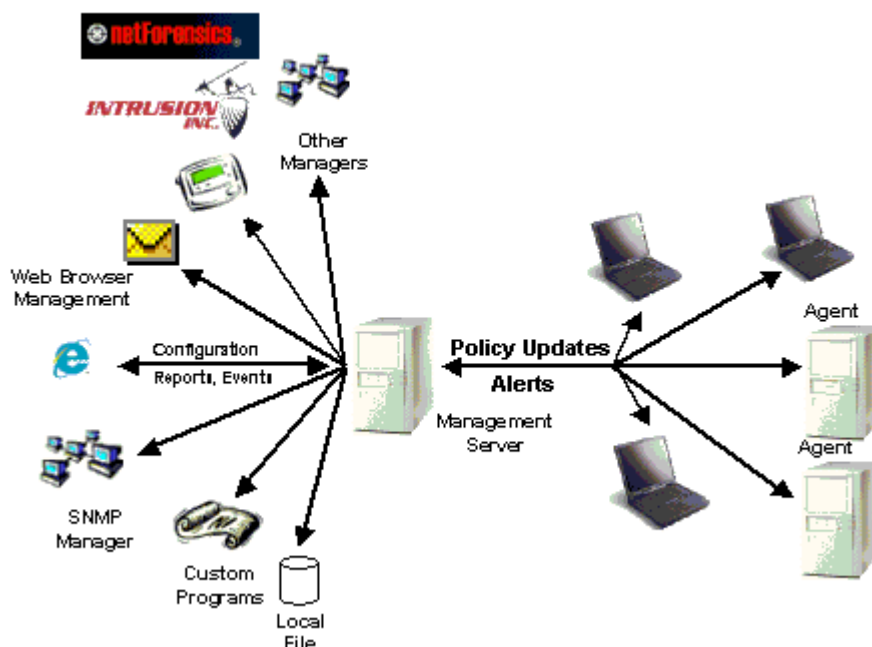 netForensics®
INTRUSION
INC.
Other
Managers
Web Browser
Management
Configuration
Reports, Events
Policy Updates
Alerts
Management
Server
Agent
Agent
SNMP
Manager
Custom
Programs
Local
File